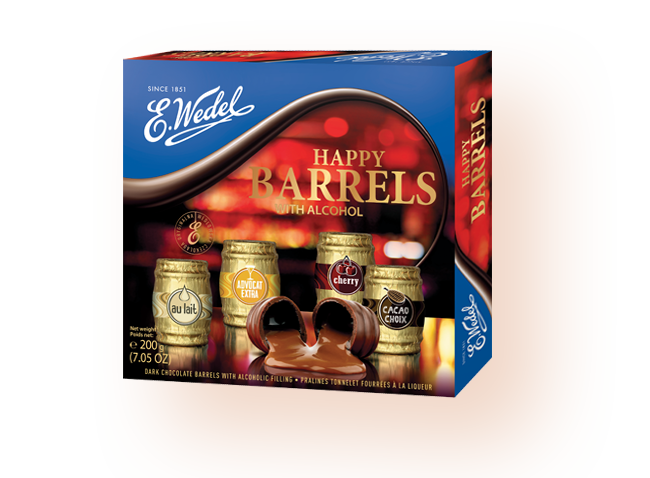 SINCE 1851
E.Wedel
HAPPY
BARRELS
WITH ALCOHOL
au lait
ADVOCAT
EXTRA
cherry
CACAO
CHOIX
Net weight
Poids net:
e 200 g
(7.05 OZ)
DARK CHOCOLATE BARRELS WITH ALCOHOLIC FILLING • PRALINES TONNELET FOURRÉES À LA LIQUEUR
HAPPY
BARRELS
E.Wedel